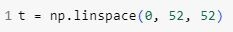 1 t = np.linspace(0, 52, 52)